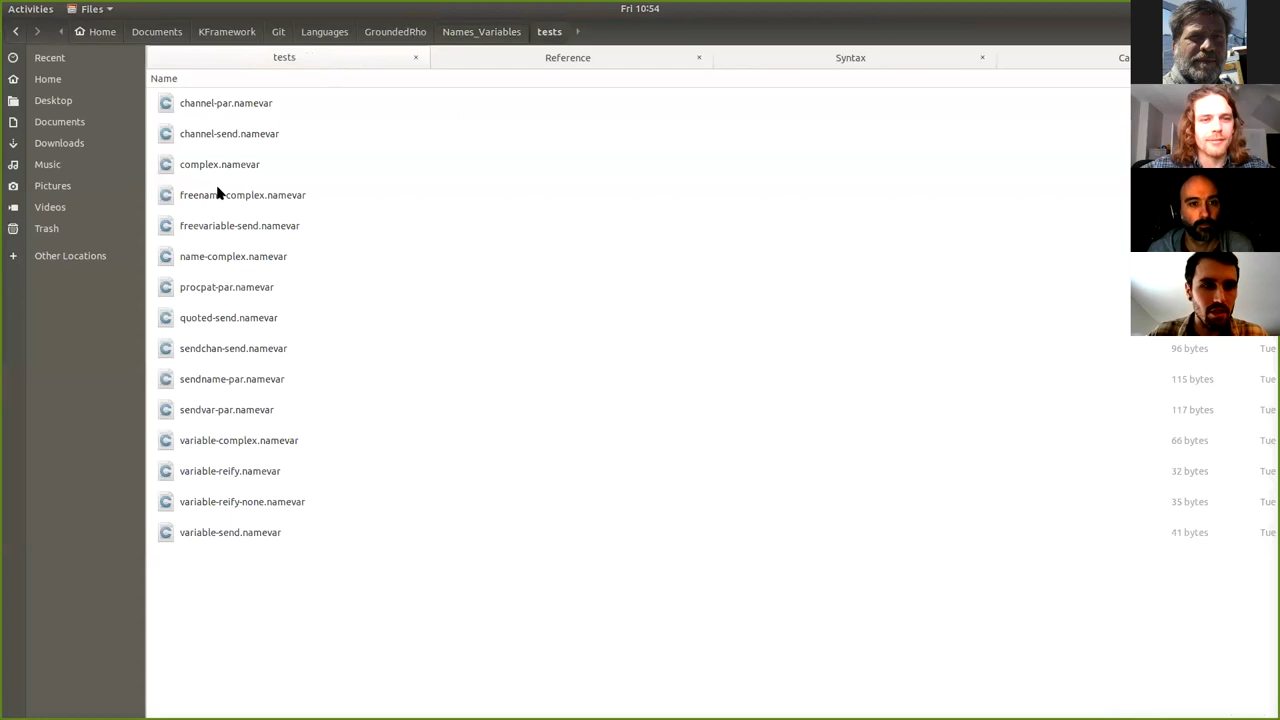 Activities Files Fri 10:54
Home Documents KFramework Git Languages GroundedRho Names_Variables tests
Recent
Home
Desktop
Documents
Downloads
Music
Pictures
Videos
Trash
Other Locations
tests × Reference × Syntax × Ca
Name
channel-par.namevar
channel-send.namevar
complex.namevar
freename-complex.namevar
freevariable-send.namevar
name-complex.namevar
procpat-par.namevar
quoted-send.namevar
sendchan-send.namevar 96 bytes Tue
sendname-par.namevar 115 bytes Tue
sendvar-par.namevar 117 bytes Tue
variable-complex.namevar 66 bytes Tue
variable-reify.namevar 32 bytes Tue
variable-reify-none.namevar 35 bytes Tue
variable-send.namevar 41 bytes Tue